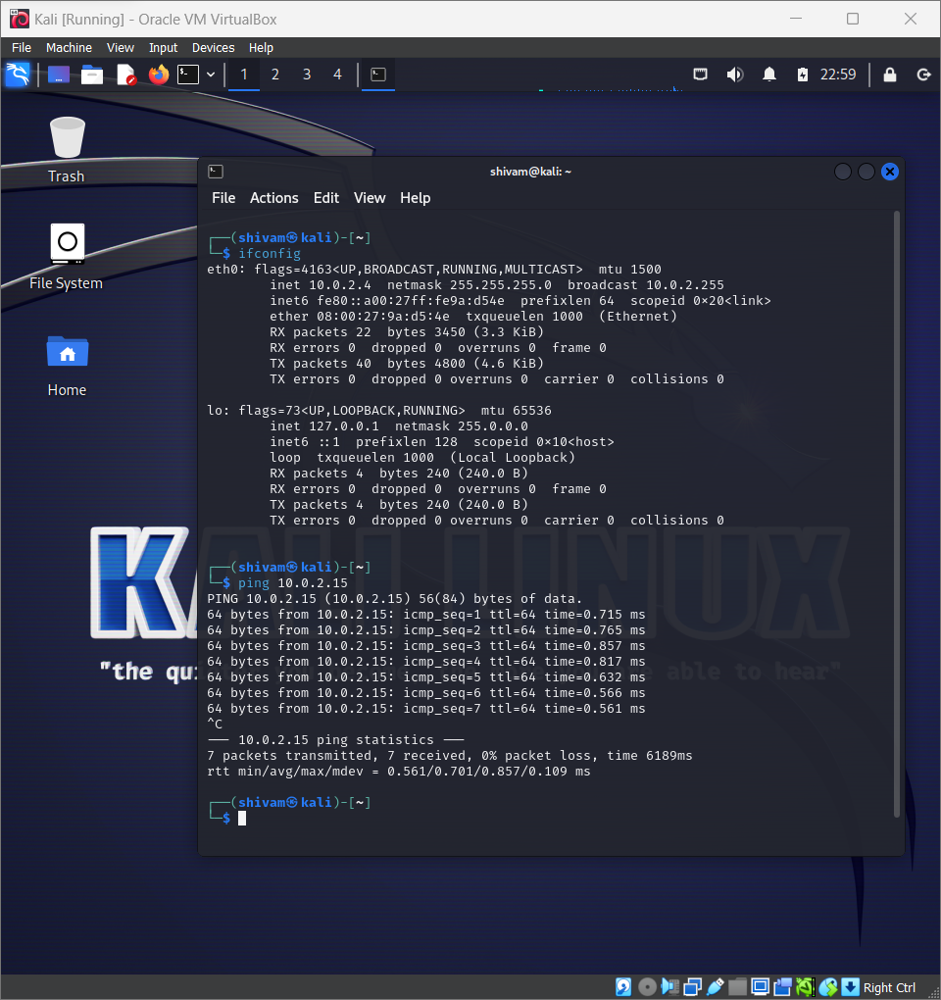 Kali [Running] - Oracle VM VirtualBox
File Machine View Input Devices Help
1 2 3 4 22:59
Trash
File System
Home
shivam@kali: ~
File Actions Edit View Help
┌──(shivam㉿kali)-[~]
└─$ ifconfig
eth0: flags=4163<UP,BROADCAST,RUNNING,MULTICAST>  mtu 1500
        inet 10.0.2.4  netmask 255.255.255.0  broadcast 10.0.2.255
        inet6 fe80::a00:27ff:fe9a:d54e  prefixlen 64  scopeid 0x20<link>
        ether 08:00:27:9a:d5:4e  txqueuelen 1000  (Ethernet)
        RX packets 22  bytes 3450 (3.3 KiB)
        RX errors 0  dropped 0  overruns 0  frame 0
        TX packets 40  bytes 4800 (4.6 KiB)
        TX errors 0  dropped 0 overruns 0  carrier 0  collisions 0
lo: flags=73<UP,LOOPBACK,RUNNING>  mtu 65536
        inet 127.0.0.1  netmask 255.0.0.0
        inet6 ::1  prefixlen 128  scopeid 0x10<host>
        loop  txqueuelen 1000  (Local Loopback)
        RX packets 4  bytes 240 (240.0 B)
        RX errors 0  dropped 0  overruns 0  frame 0
        TX packets 4  bytes 240 (240.0 B)
        TX errors 0  dropped 0 overruns 0  carrier 0  collisions 0
┌──(shivam㉿kali)-[~]
└─$ ping 10.0.2.15
PING 10.0.2.15 (10.0.2.15) 56(84) bytes of data.
64 bytes from 10.0.2.15: icmp_seq=1 ttl=64 time=0.715 ms
64 bytes from 10.0.2.15: icmp_seq=2 ttl=64 time=0.765 ms
64 bytes from 10.0.2.15: icmp_seq=3 ttl=64 time=0.857 ms
64 bytes from 10.0.2.15: icmp_seq=4 ttl=64 time=0.817 ms
64 bytes from 10.0.2.15: icmp_seq=5 ttl=64 time=0.632 ms
64 bytes from 10.0.2.15: icmp_seq=6 ttl=64 time=0.566 ms
64 bytes from 10.0.2.15: icmp_seq=7 ttl=64 time=0.561 ms
^C
--- 10.0.2.15 ping statistics ---
7 packets transmitted, 7 received, 0% packet loss, time 6189ms
rtt min/avg/max/mdev = 0.561/0.701/0.857/0.109 ms
┌──(shivam㉿kali)-[~]
└─$
KALI LINUX
"the able to hear"
Right Ctrl